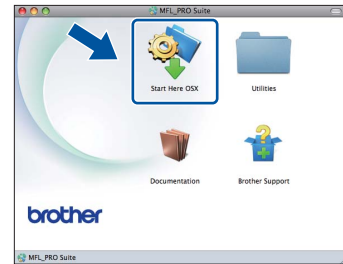 MFL_PRO Suite
Start Here OSX
Utilities
Documentation
Brother Support
brother
MFL_PRO Suite